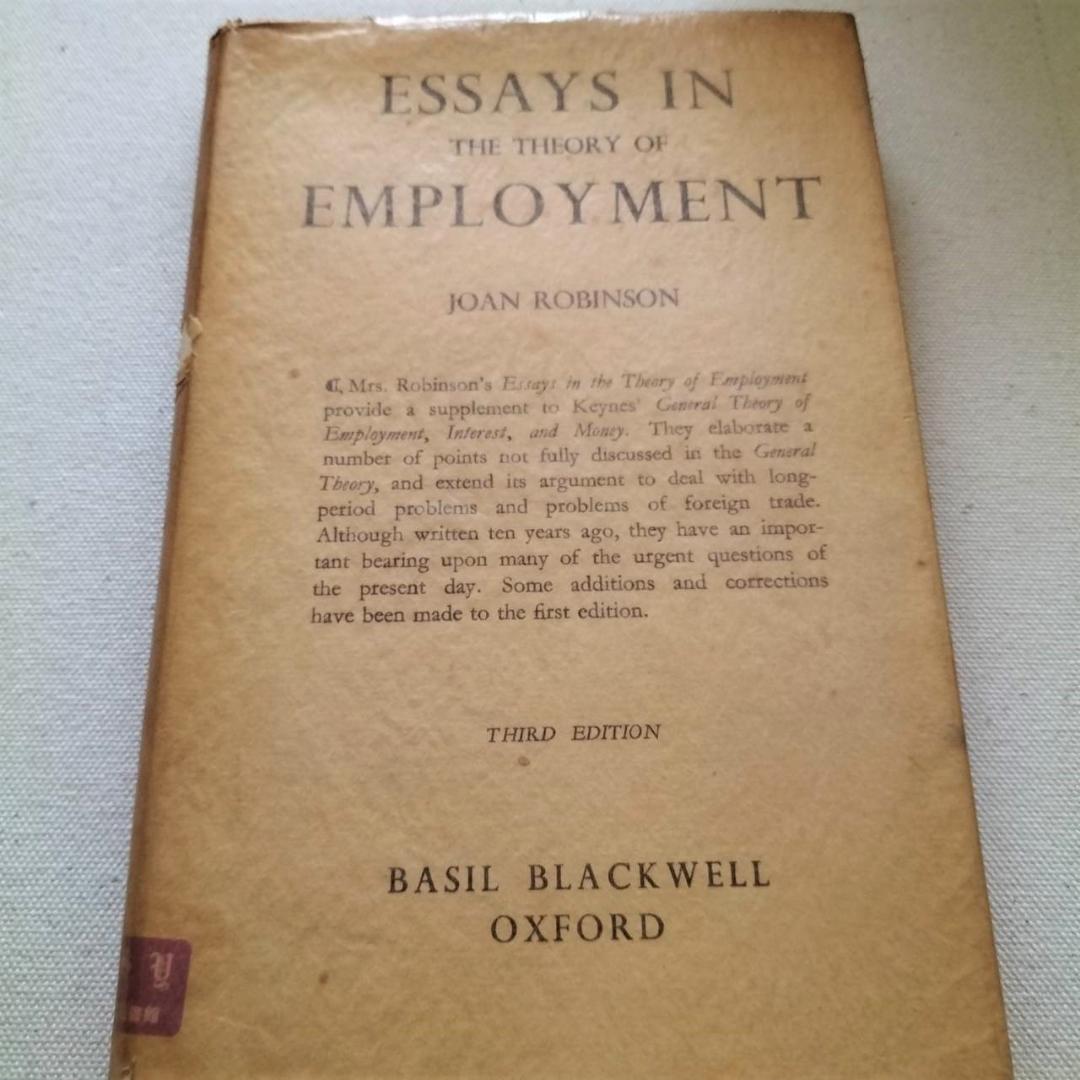 ESSAYS IN
THE THEORY OF
EMPLOYMENT
JOAN ROBINSON
⁋, Mrs. Robinson's Essays in the Theory of Employment
provide a supplement to Keynes' General Theory of
Employment, Interest, and Money. They elaborate a
number of points not fully discussed in the General
Theory, and extend its argument to deal with long-
period problems and problems of foreign trade.
Although written ten years ago, they have an impor-
tant bearing upon many of the urgent questions of
the present day. Some additions and corrections
have been made to the first edition.
THIRD EDITION
BASIL BLACKWELL
OXFORD